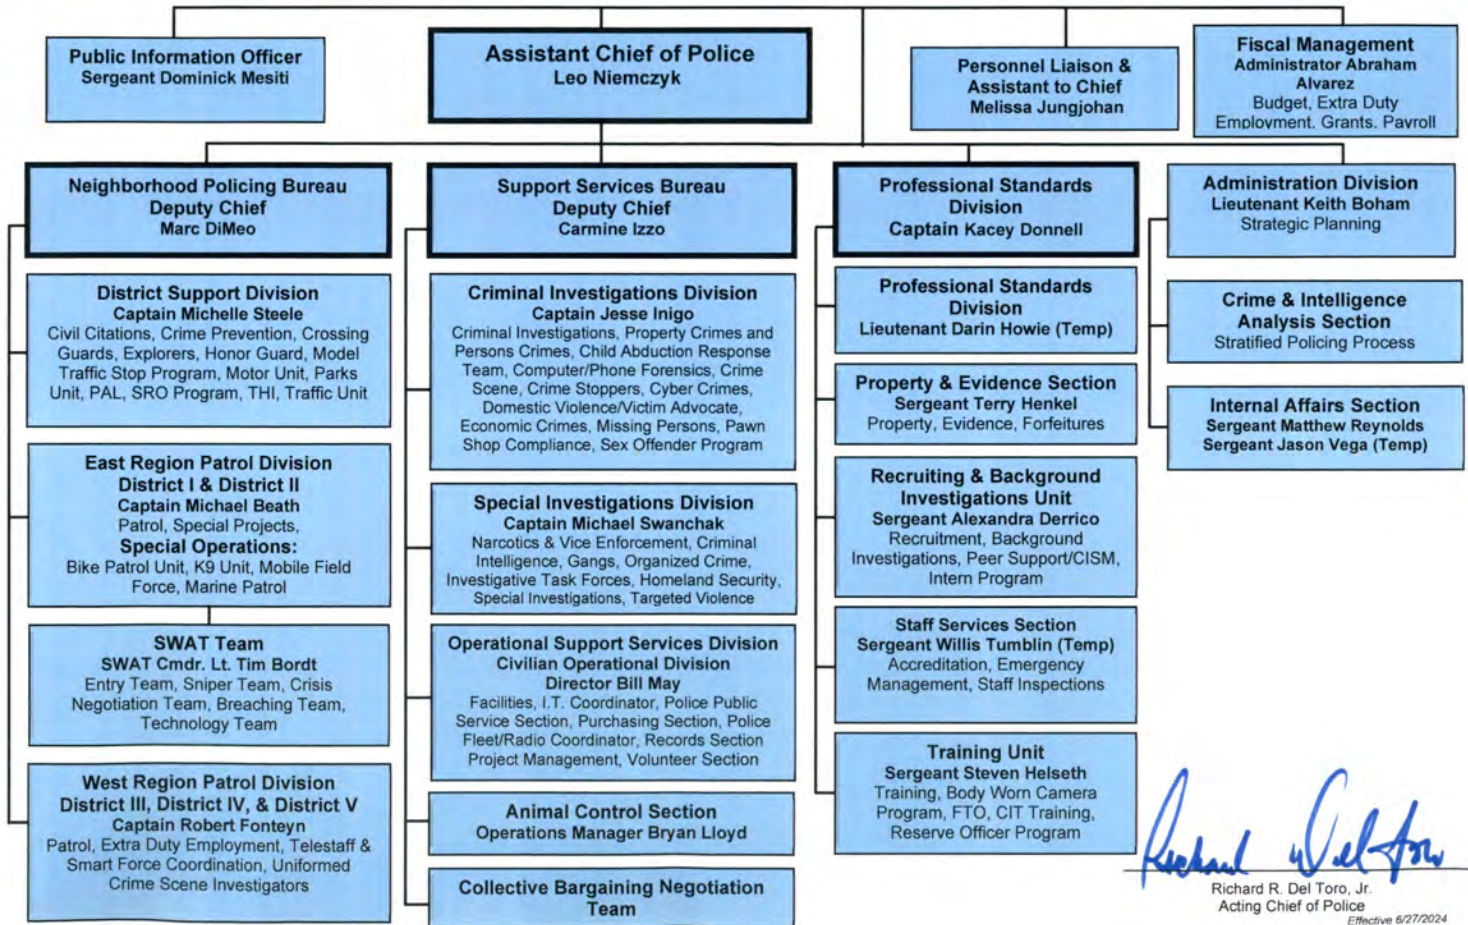 Public Information Officer
Sergeant Dominick Mesiti
Assistant Chief of Police
Leo Niemczyk
Personnel Liaison &
Assistant to Chief
Melissa Jungjohan
Fiscal Management
Administrator Abraham
Alvarez
Budget, Extra Duty
Employment, Grants, Payroll
Neighborhood Policing Bureau
Deputy Chief
Marc DiMeo
District Support Division
Captain Michelle Steele
Civil Citations, Crime Prevention, Crossing
Guards, Explorers, Honor Guard, Model
Traffic Stop Program, Motor Unit, Parks
Unit, PAL, SRO Program, THI, Traffic Unit
East Region Patrol Division
District I & District II
Captain Michael Beath
Patrol, Special Projects,
Special Operations:
Bike Patrol Unit, K9 Unit, Mobile Field
Force, Marine Patrol
SWAT Team
SWAT Cmdr. Lt. Tim Bordt
Entry Team, Sniper Team, Crisis
Negotiation Team, Breaching Team,
Technology Team
West Region Patrol Division
District III, District IV, & District V
Captain Robert Fonteyn
Patrol, Extra Duty Employment, Telestaff &
Smart Force Coordination, Uniformed
Crime Scene Investigators
Support Services Bureau
Deputy Chief
Carmine Izzo
Criminal Investigations Division
Captain Jesse Inigo
Criminal Investigations, Property Crimes and
Persons Crimes, Child Abduction Response
Team, Computer/Phone Forensics, Crime
Scene, Crime Stoppers, Cyber Crimes,
Domestic Violence/Victim Advocate,
Economic Crimes, Missing Persons, Pawn
Shop Compliance, Sex Offender Program
Special Investigations Division
Captain Michael Swanchak
Narcotics & Vice Enforcement, Criminal
Intelligence, Gangs, Organized Crime,
Investigative Task Forces, Homeland Security,
Special Investigations, Targeted Violence
Operational Support Services Division
Civilian Operational Division
Director Bill May
Facilities, I.T. Coordinator, Police Public
Service Section, Purchasing Section, Police
Fleet/Radio Coordinator, Records Section
Project Management, Volunteer Section
Animal Control Section
Operations Manager Bryan Lloyd
Collective Bargaining Negotiation
Team
Professional Standards
Division
Captain Kacey Donnell
Professional Standards
Division
Lieutenant Darin Howie (Temp)
Property & Evidence Section
Sergeant Terry Henkel
Property, Evidence, Forfeitures
Recruiting & Background
Investigations Unit
Sergeant Alexandra Derrico
Recruitment, Background
Investigations, Peer Support/CISM,
Intern Program
Staff Services Section
Sergeant Willis Tumblin (Temp)
Accreditation, Emergency
Management, Staff Inspections
Training Unit
Sergeant Steven Helseth
Training, Body Worn Camera
Program, FTO, CIT Training,
Reserve Officer Program
Administration Division
Lieutenant Keith Boham
Strategic Planning
Crime & Intelligence
Analysis Section
Stratified Policing Process
Internal Affairs Section
Sergeant Matthew Reynolds
Sergeant Jason Vega (Temp)
Richard Del Toro
Richard R. Del Toro, Jr.
Acting Chief of Police
Effective 6/27/2024